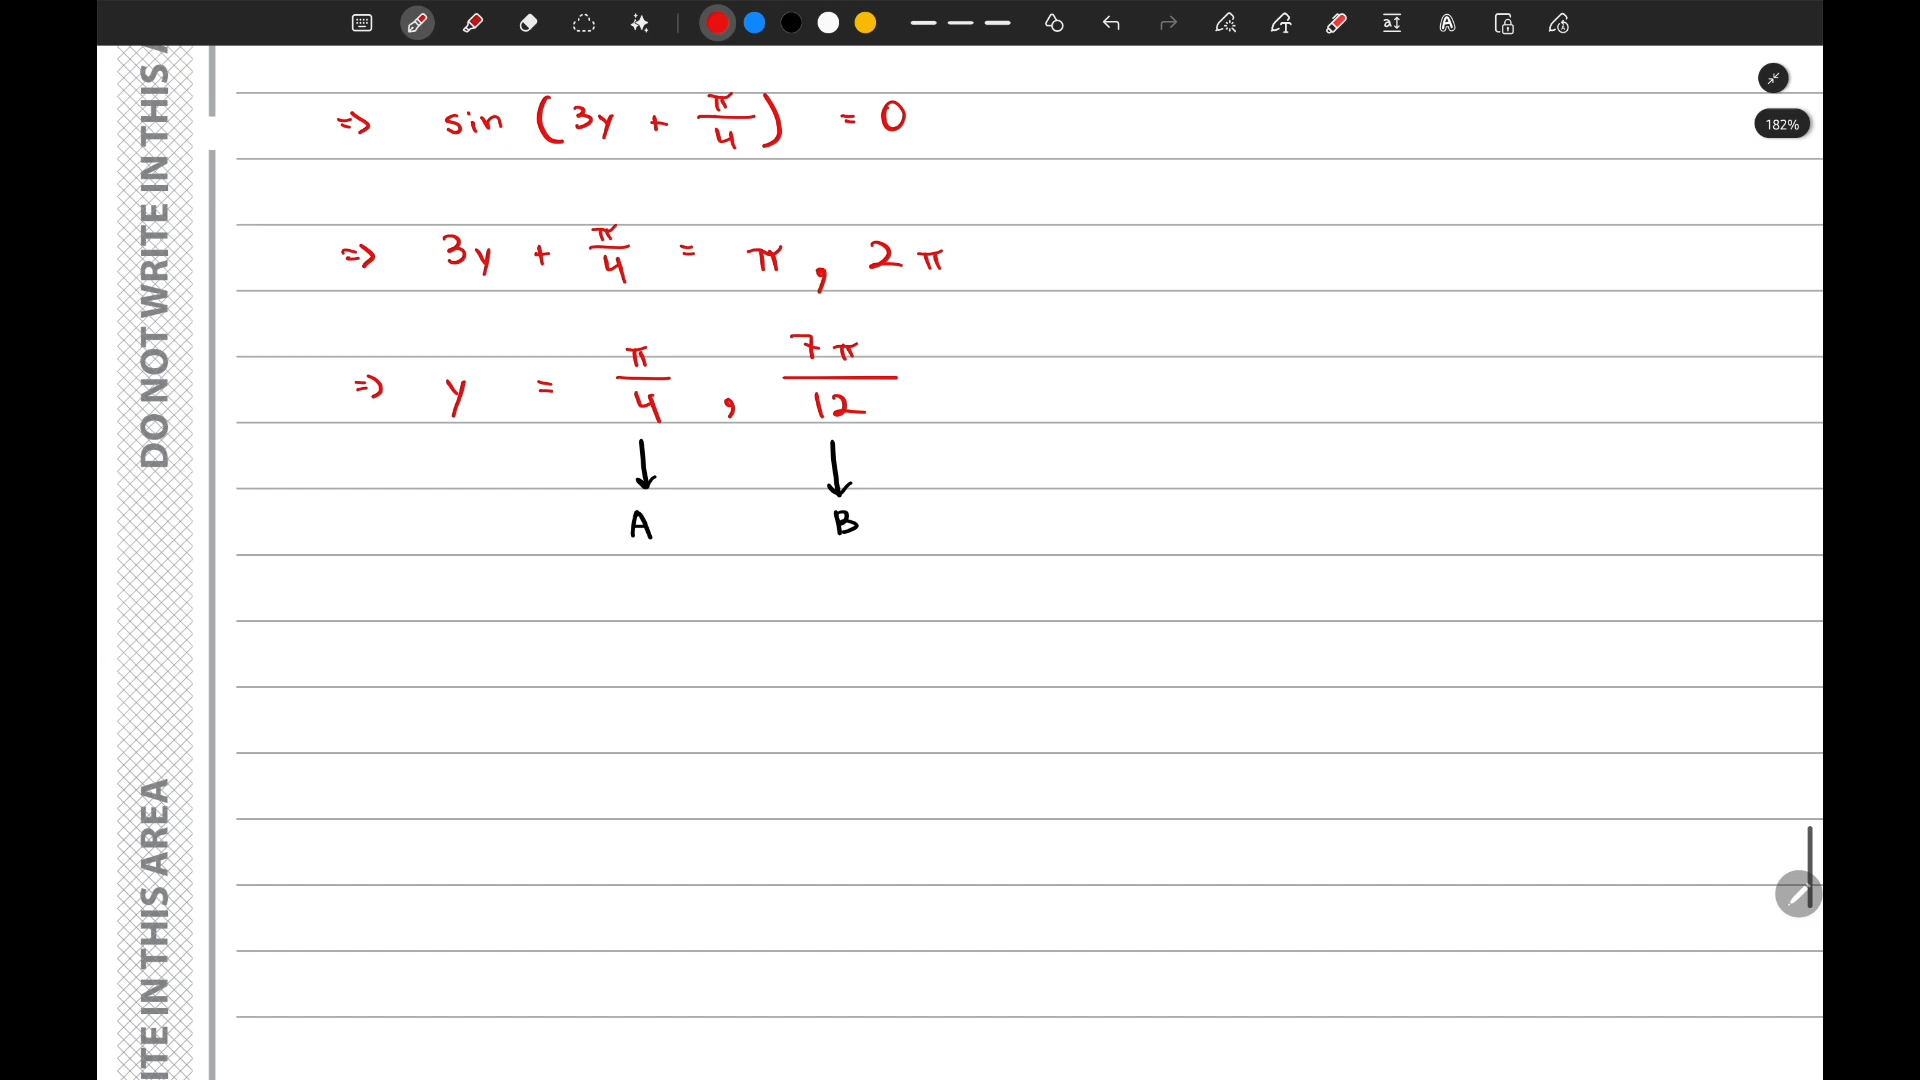 182%
DO NOT WRITE IN THIS A
=> sin (3y + π/4) = 0
=> 3y + π/4 = π, 2π
=> y = π/4, 7π/12
A B
ITE IN THIS AREA